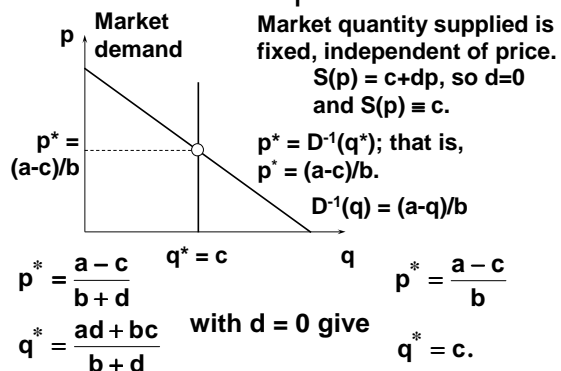 p
Market
demand
Market quantity supplied is
fixed, independent of price.
S(p) = c+dp, so d=0
and S(p) ≡ c.
p* =
(a-c)/b
p* = D⁻¹(q*); that is,
p* = (a-c)/b.
D⁻¹(q) = (a-q)/b
q* = c
q
p* = (a − c)/(b + d)
q* = (ad + bc)/(b + d)
with d = 0 give
p* = (a − c)/b
q* = c.